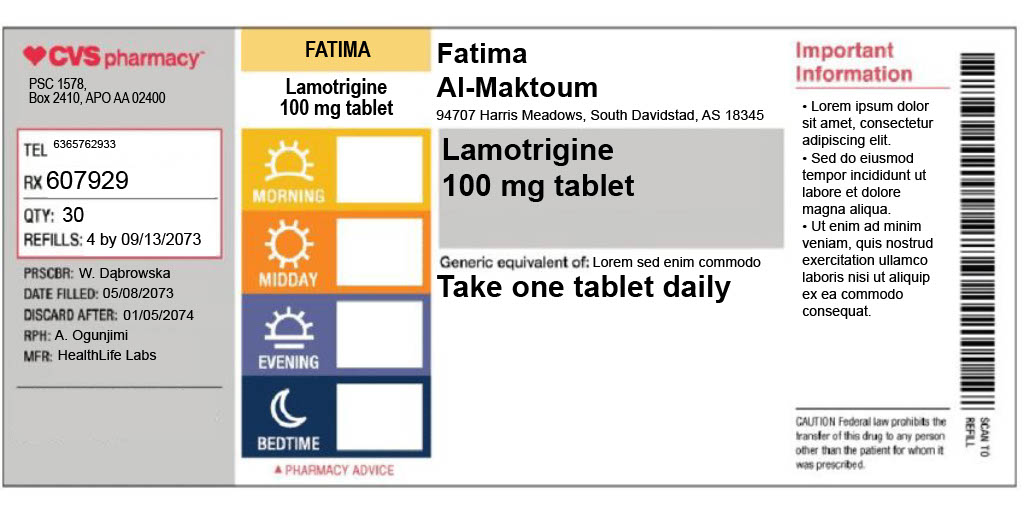 CVS pharmacy
PSC 1578,
Box 2410, APO AA 02400
TEL 6365762933
RX 607929
QTY: 30
REFILLS: 4 by 09/13/2073
PRSCBR: W. Dąbrowska
DATE FILLED: 05/08/2073
DISCARD AFTER: 01/05/2074
RPH: A. Ogunjimi
MFR: HealthLife Labs
FATIMA
Lamotrigine
100 mg tablet
MORNING
MIDDAY
EVENING
BEDTIME
▲ PHARMACY ADVICE
Fatima
Al-Maktoum
94707 Harris Meadows, South Davidstad, AS 18345
Lamotrigine
100 mg tablet
Generic equivalent of: Lorem sed enim commodo
Take one tablet daily
Important
Information
• Lorem ipsum dolor
sit amet, consectetur
adipiscing elit.
• Sed do eiusmod
tempor incididunt ut
labore et dolore
magna aliqua.
• Ut enim ad minim
veniam, quis nostrud
exercitation ullamco
laboris nisi ut aliquip
ex ea commodo
consequat.
CAUTION Federal law prohibits the
transfer of this drug to any person
other than the patient for whom it
was prescribed.
SCAN TO
REFILL